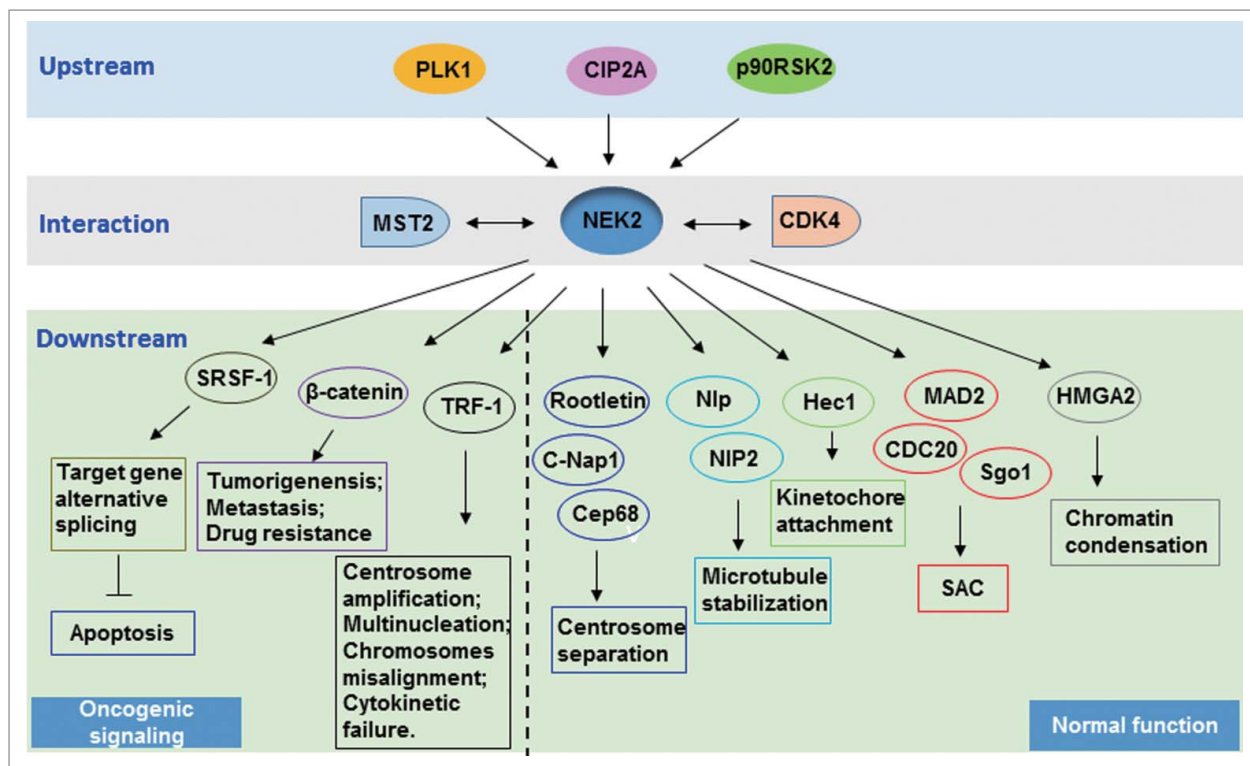 Upstream
PLK1
CIP2A
p90RSK2
Interaction
MST2
NEK2
CDK4
Downstream
SRSF-1
β-catenin
TRF-1
Rootletin
C-Nap1
Cep68
Nlp
NIP2
Hec1
MAD2
CDC20
Sgo1
HMGA2
Target gene
alternative
splicing
Tumorigenensis;
Metastasis;
Drug resistance
Kinetochore
attachment
Chromatin
condensation
Centrosome
amplification;
Multinucleation;
Chromosomes
misalignment;
Cytokinetic
failure.
Microtubule
stabilization
SAC
Apoptosis
Centrosome
separation
Oncogenic
signaling
Normal function